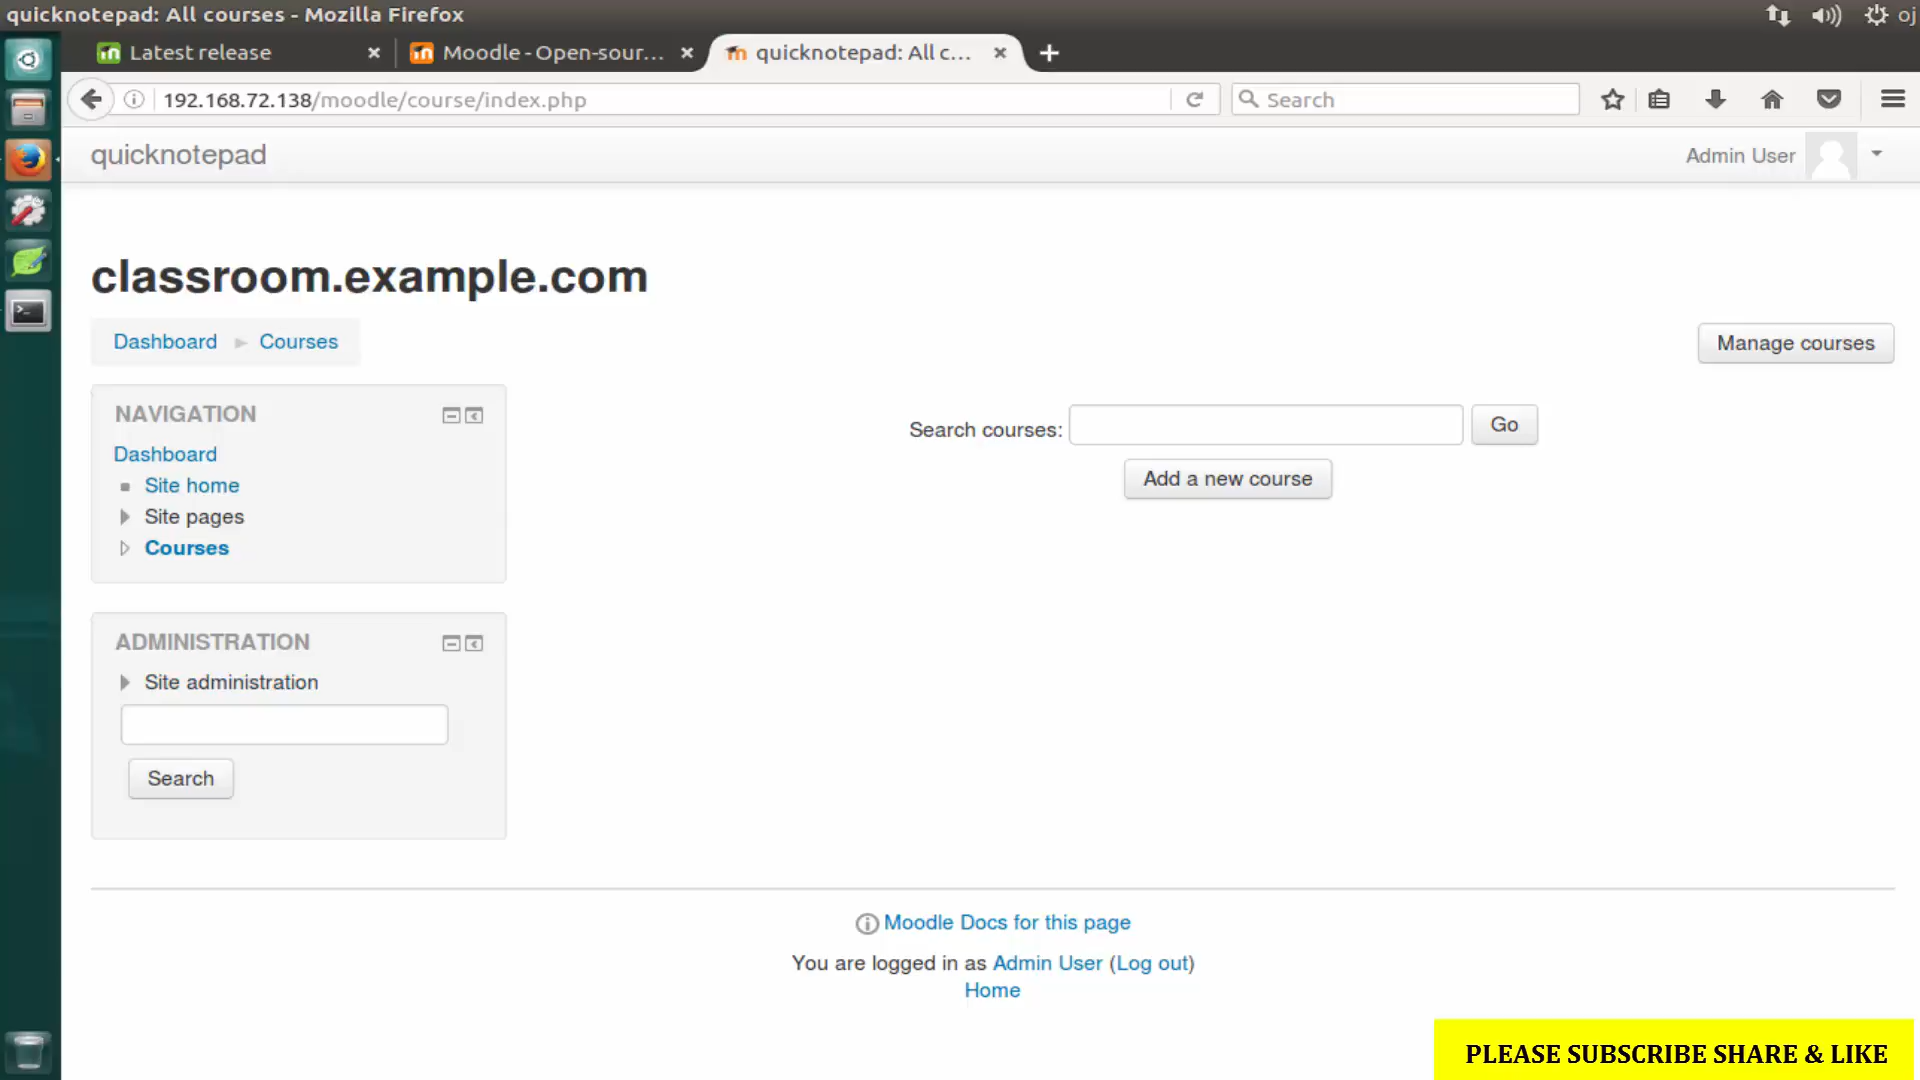 quicknotepad: All courses - Mozilla Firefox
oj
Latest release
Moodle - Open-sour...
quicknotepad: All c...
192.168.72.138/moodle/course/index.php
Search
quicknotepad
Admin User
classroom.example.com
Dashboard
Courses
Manage courses
NAVIGATION
Dashboard
Site home
Site pages
Courses
Search courses:
Go
Add a new course
ADMINISTRATION
Site administration
Search
Moodle Docs for this page
You are logged in as Admin User (Log out)
Home
PLEASE SUBSCRIBE SHARE & LIKE